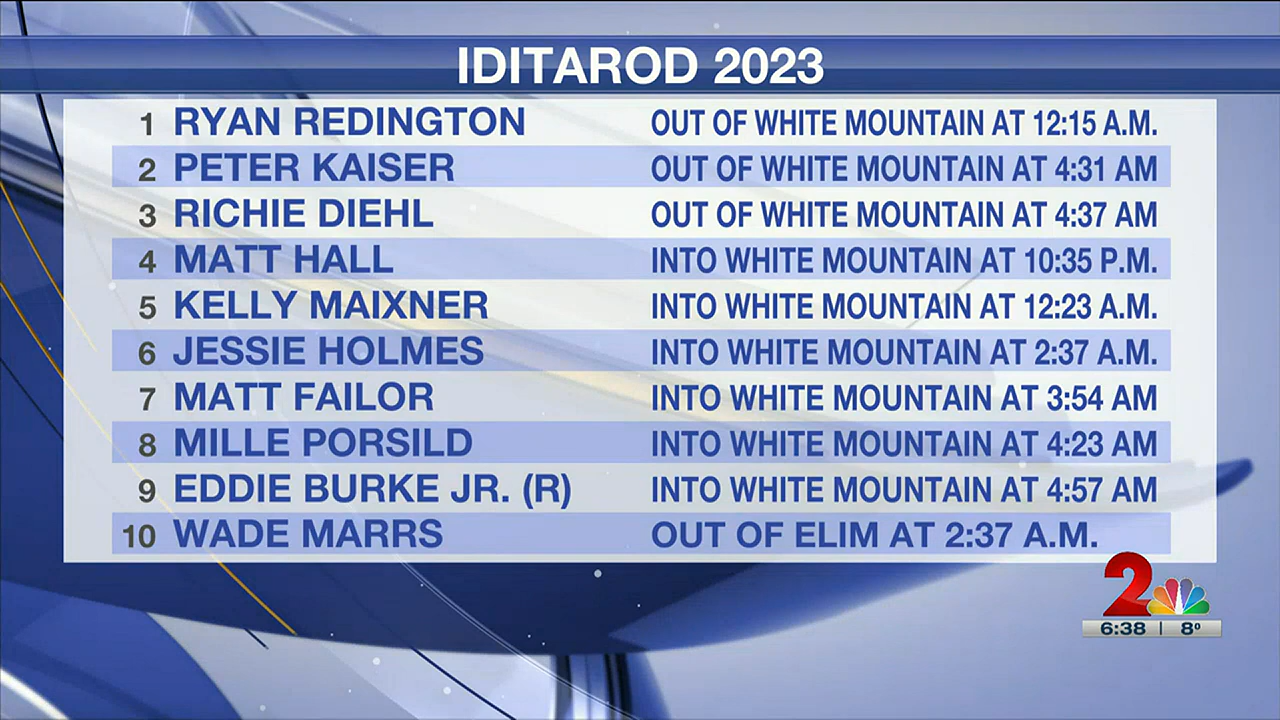 IDITAROD 2023
1 RYAN REDINGTON OUT OF WHITE MOUNTAIN AT 12:15 A.M.
2 PETER KAISER OUT OF WHITE MOUNTAIN AT 4:31 AM
3 RICHIE DIEHL OUT OF WHITE MOUNTAIN AT 4:37 AM
4 MATT HALL INTO WHITE MOUNTAIN AT 10:35 P.M.
5 KELLY MAIXNER INTO WHITE MOUNTAIN AT 12:23 A.M.
6 JESSIE HOLMES INTO WHITE MOUNTAIN AT 2:37 A.M.
7 MATT FAILOR INTO WHITE MOUNTAIN AT 3:54 AM
8 MILLE PORSILD INTO WHITE MOUNTAIN AT 4:23 AM
9 EDDIE BURKE JR. (R) INTO WHITE MOUNTAIN AT 4:57 AM
10 WADE MARRS OUT OF ELIM AT 2:37 A.M.
2
6:38 | 8°